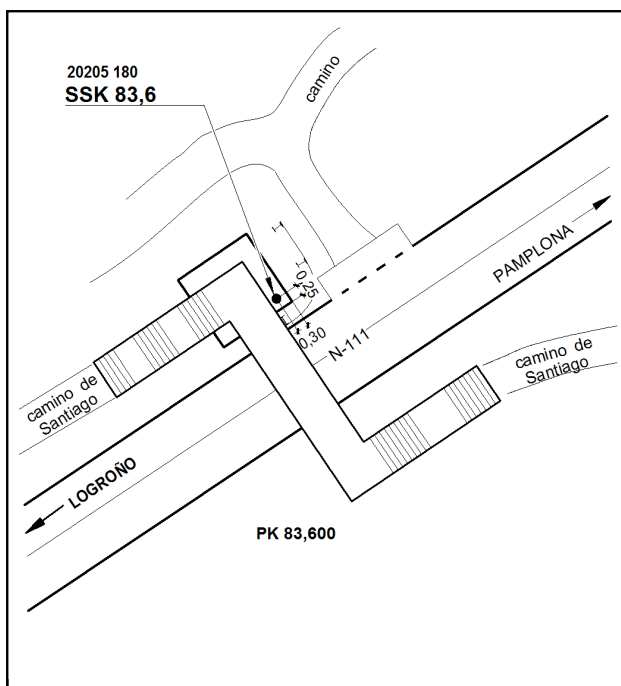 20205 180
SSK 83,6
camino
PAMPLONA
0,25
0,30
N-111
camino de
Santiago
camino de
Santiago
LOGROÑO
PK 83,600